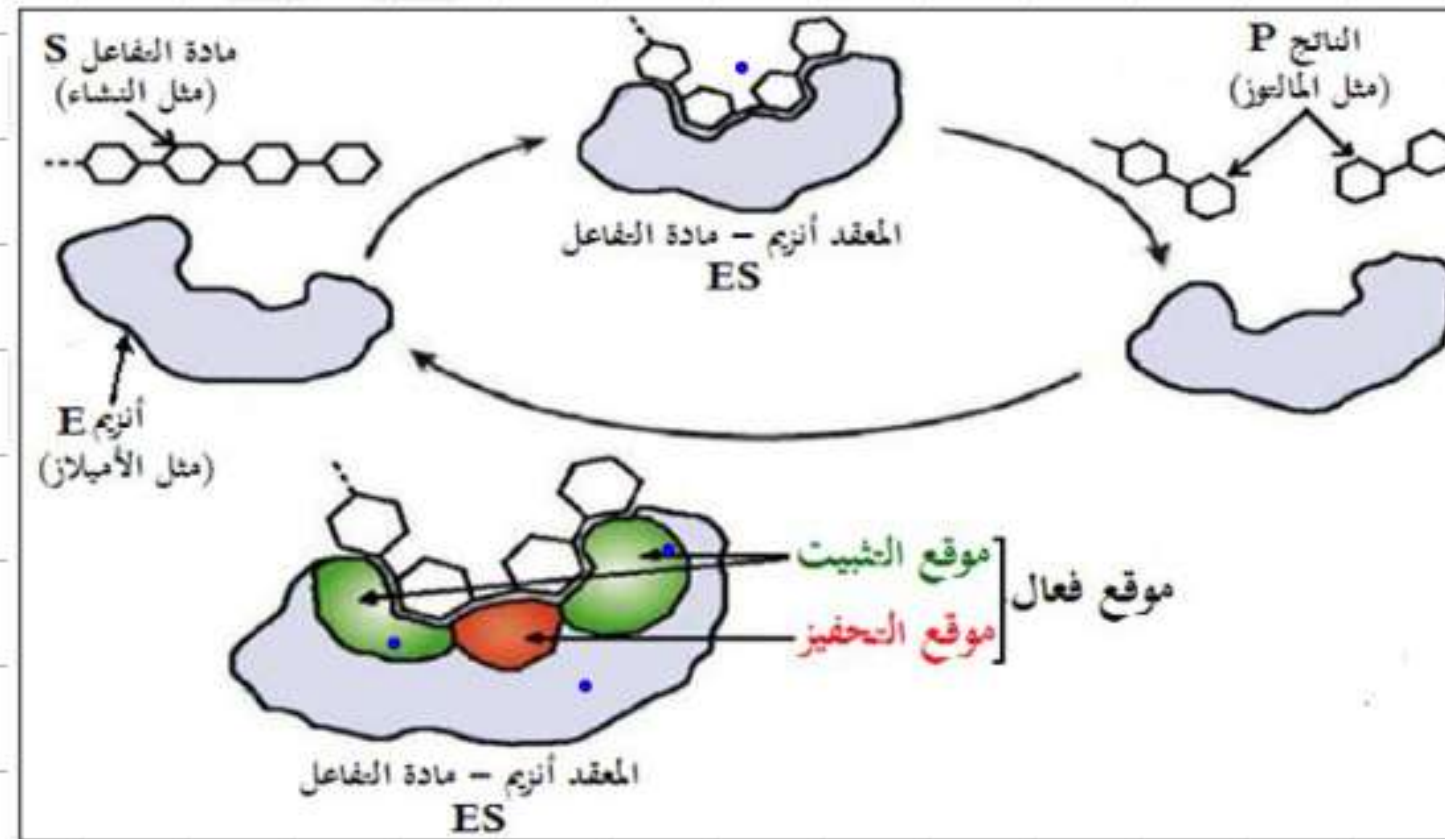 مادة التفاعل S
(مثل النشاء)
الناتج P
(مثل المالتوز)
المعقد أنزيم – مادة التفاعل
ES
أنزيم E
(مثل الأميلاز)
موقع التثبيت
موقع فعال
موقع التحفيز
المعقد أنزيم – مادة التفاعل
ES